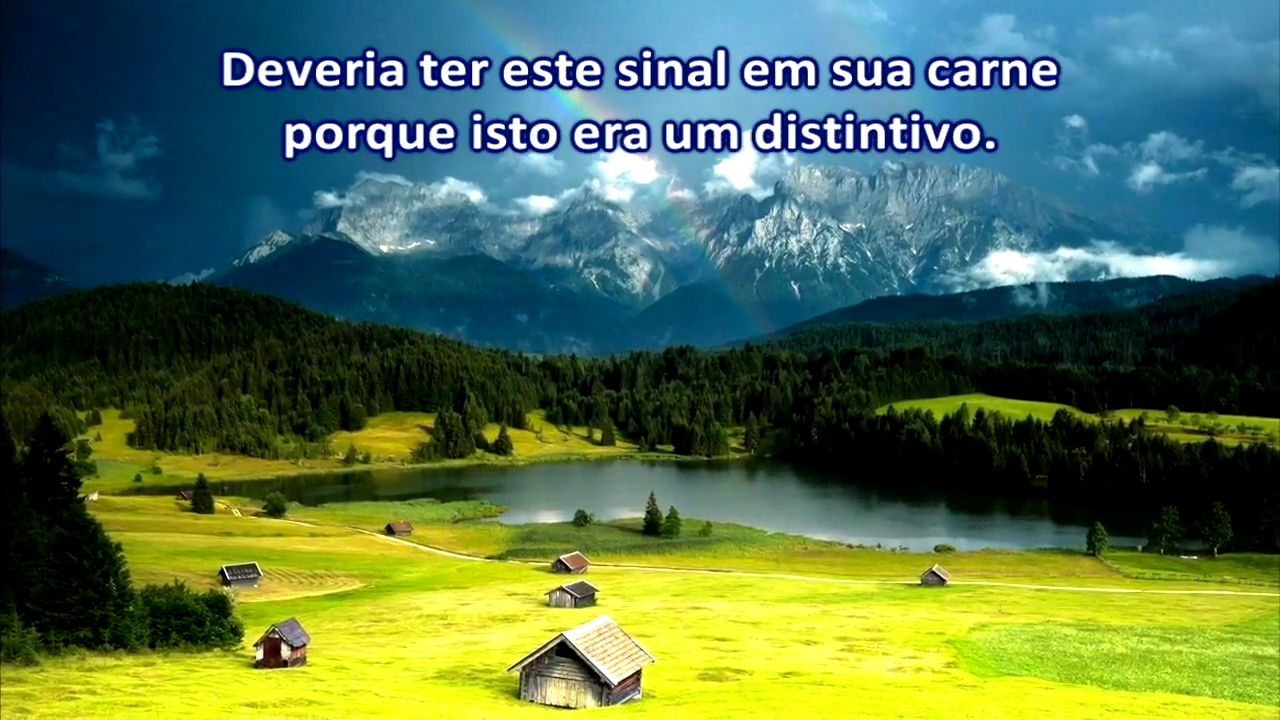 Deveria ter este sinal em sua carne
porque isto era um distintivo.